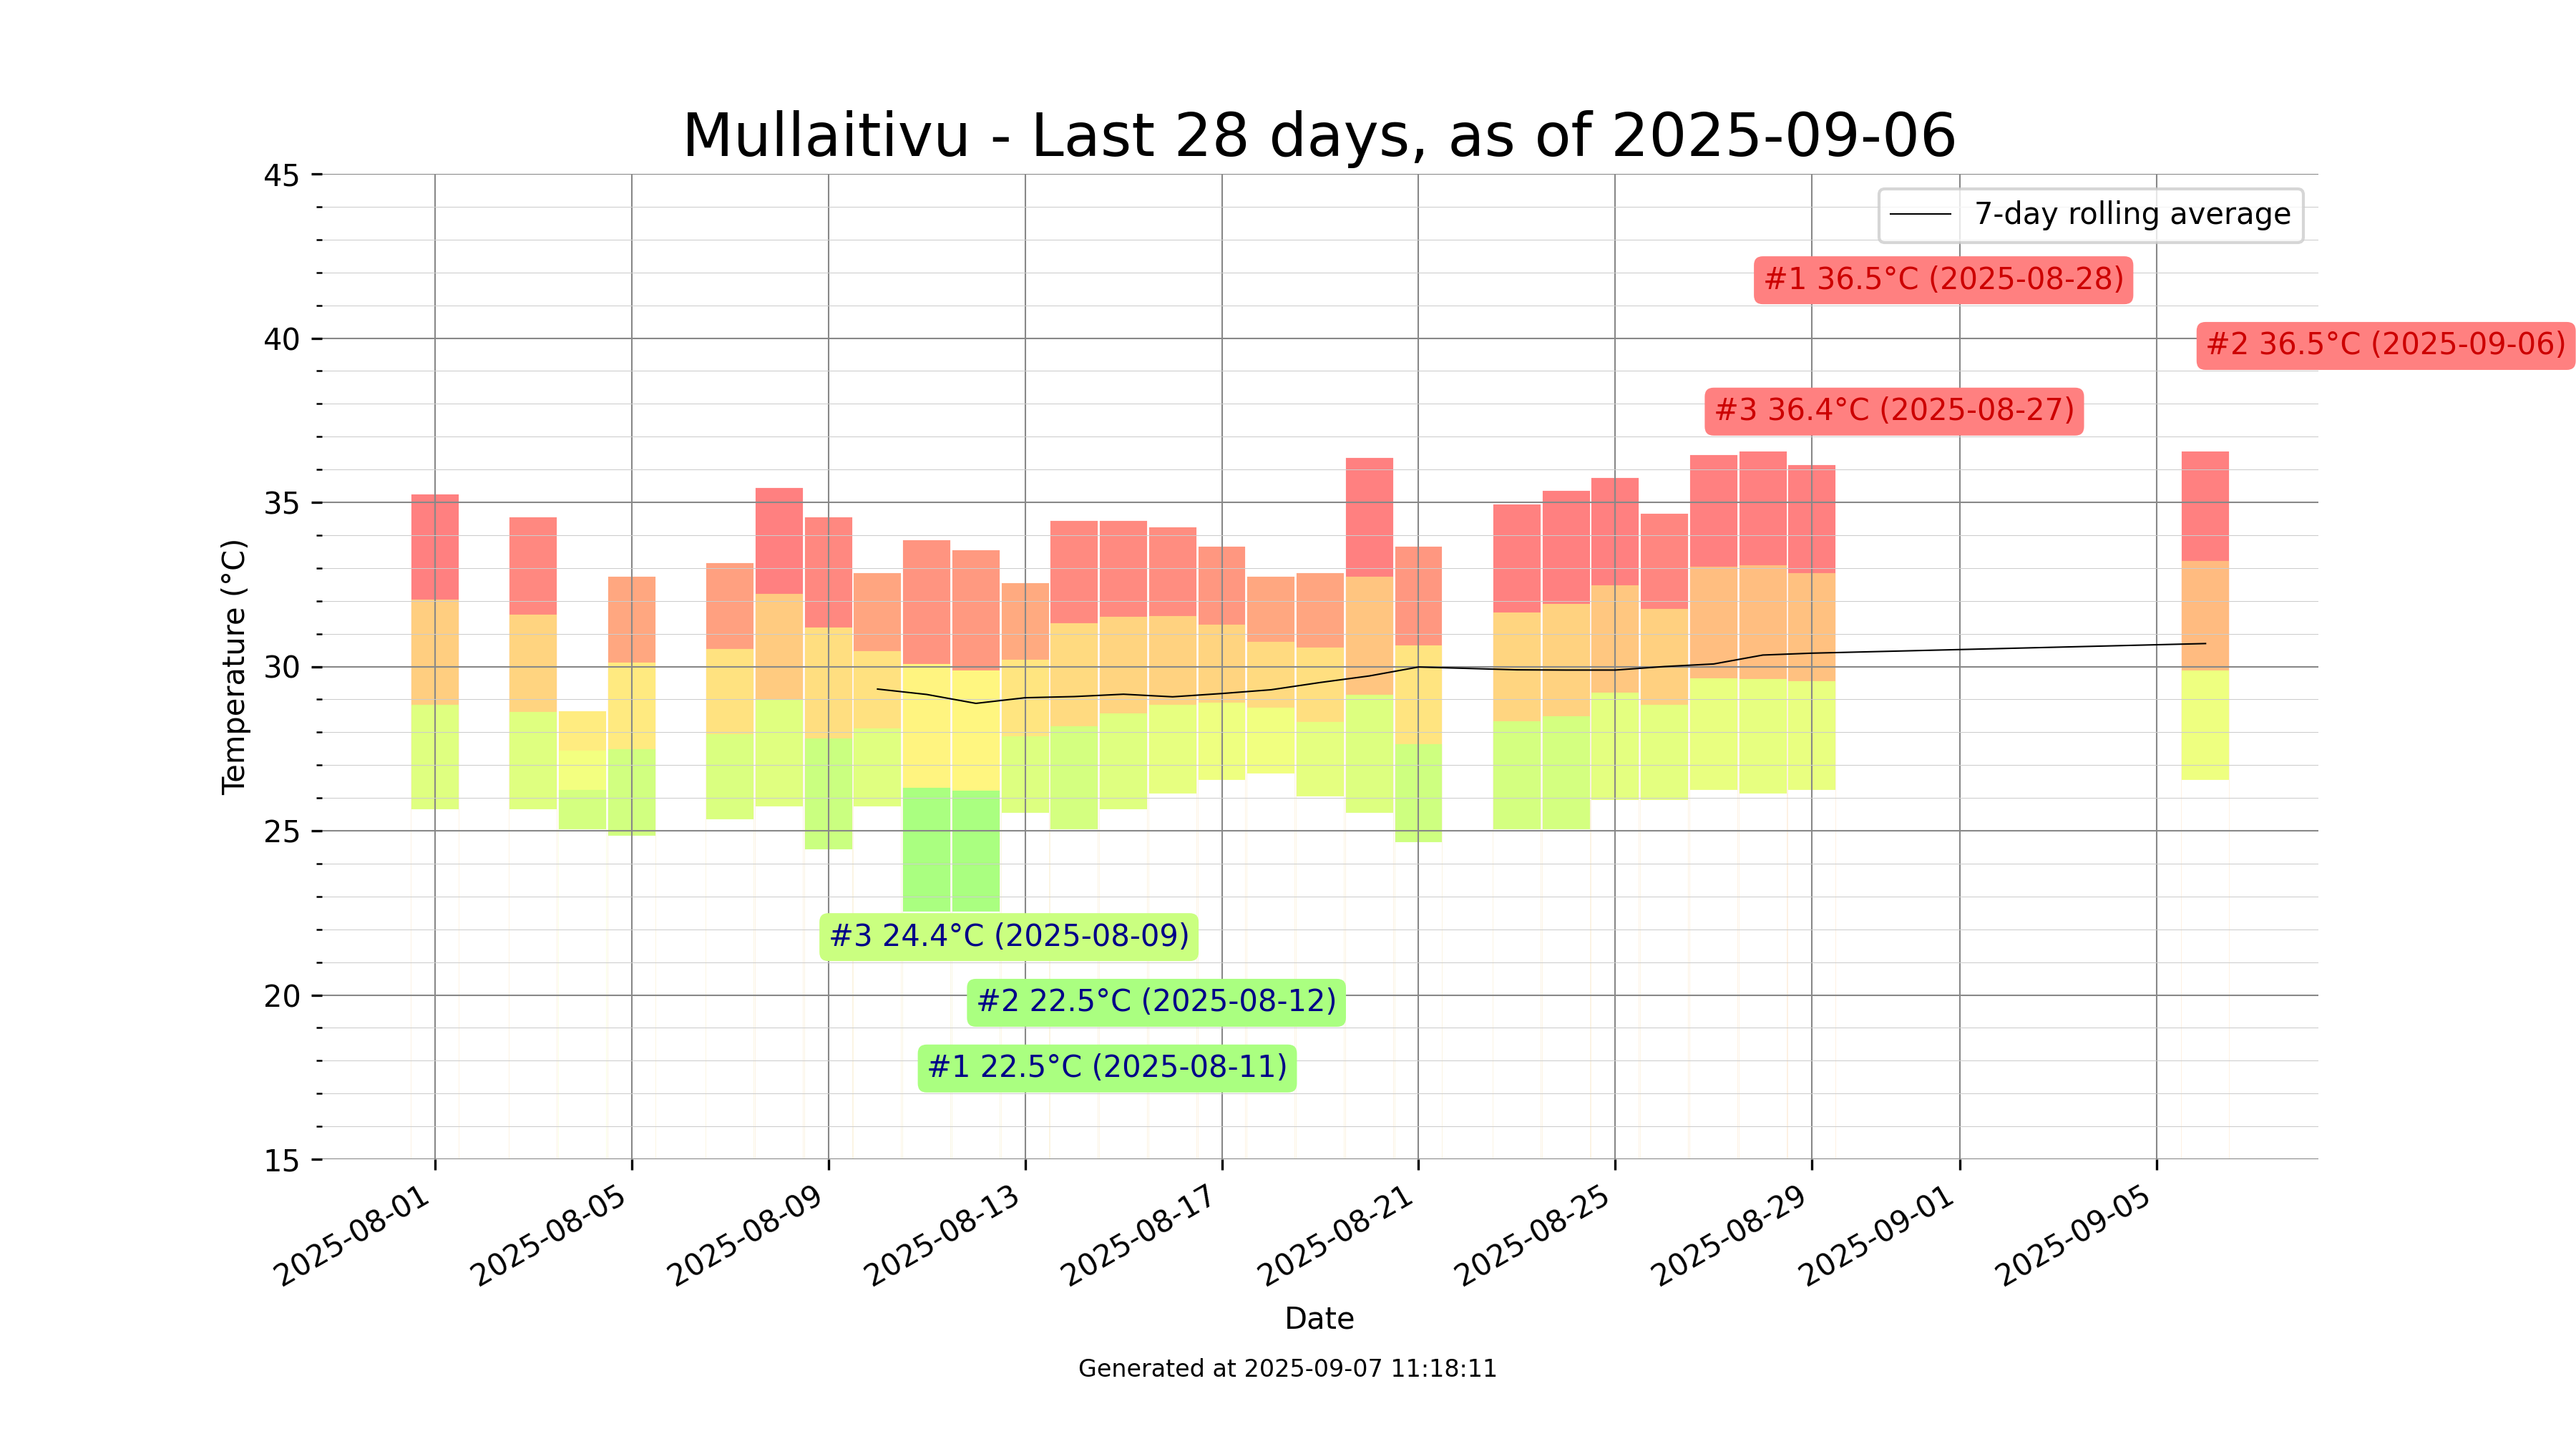 Mullaitivu - Last 28 days, as of 2025-09-06
45
40
35
30
25
20
15
Temperature (°C)
7-day rolling average
#1 36.5°C (2025-08-28)
#2 36.5°C (2025-09-06)
#3 36.4°C (2025-08-27)
#3 24.4°C (2025-08-09)
#2 22.5°C (2025-08-12)
#1 22.5°C (2025-08-11)
2025-08-01
2025-08-05
2025-08-09
2025-08-13
2025-08-17
2025-08-21
2025-08-25
2025-08-29
2025-09-01
2025-09-05
Date
Generated at 2025-09-07 11:18:11